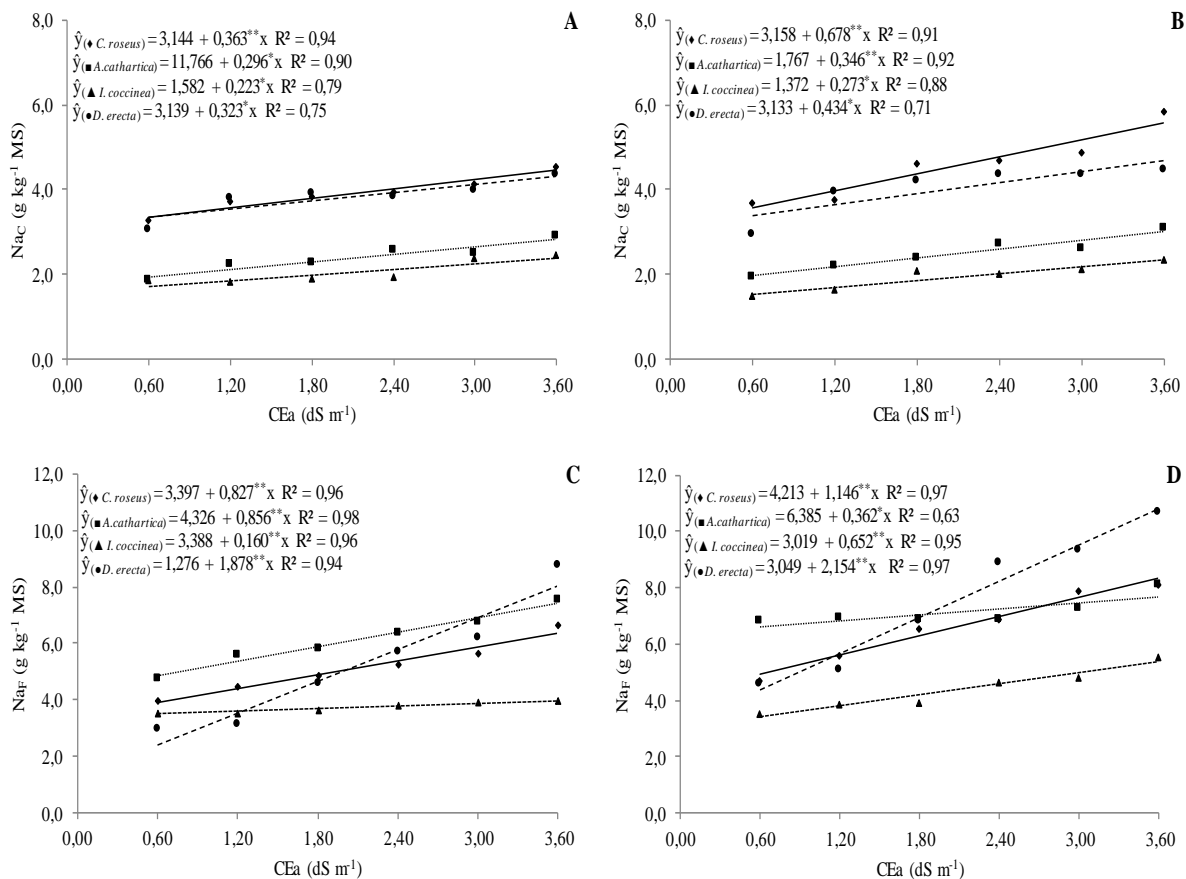 A
ŷ(♦ C. roseus) = 3,144 + 0,363**x R² = 0,94
ŷ(■ A.cathartica) = 11,766 + 0,296*x R² = 0,90
ŷ(▲ I. coccinea) = 1,582 + 0,223*x R² = 0,79
ŷ(● D. erecta) = 3,139 + 0,323*x R² = 0,75
8,0
6,0
4,0
2,0
0,0
NaC (g kg-1 MS)
0,00 0,60 1,20 1,80 2,40 3,00 3,60
CEa (dS m-1)
B
ŷ(♦ C. roseus) = 3,158 + 0,678**x R² = 0,91
ŷ(■ A.cathartica) = 1,767 + 0,346**x R² = 0,92
ŷ(▲ I. coccinea) = 1,372 + 0,273*x R² = 0,88
ŷ(● D. erecta) = 3,133 + 0,434*x R² = 0,71
8,0
6,0
4,0
2,0
0,0
NaC (g kg-1 MS)
0,00 0,60 1,20 1,80 2,40 3,00 3,60
CEa (dS m-1)
C
ŷ(♦ C. roseus) = 3,397 + 0,827**x R² = 0,96
ŷ(■ A.cathartica) = 4,326 + 0,856**x R² = 0,98
ŷ(▲ I. coccinea) = 3,388 + 0,160**x R² = 0,96
ŷ(● D. erecta) = 1,276 + 1,878**x R² = 0,94
12,0
10,0
8,0
6,0
4,0
2,0
0,0
NaF (g kg-1 MS)
0,00 0,60 1,20 1,80 2,40 3,00 3,60
CEa (dS m-1)
D
ŷ(♦ C. roseus) = 4,213 + 1,146**x R² = 0,97
ŷ(■ A.cathartica) = 6,385 + 0,362*x R² = 0,63
ŷ(▲ I. coccinea) = 3,019 + 0,652**x R² = 0,95
ŷ(● D. erecta) = 3,049 + 2,154**x R² = 0,97
12,0
10,0
8,0
6,0
4,0
2,0
0,0
NaF (g kg-1 MS)
0,00 0,60 1,20 1,80 2,40 3,00 3,60
CEa (dS m-1)